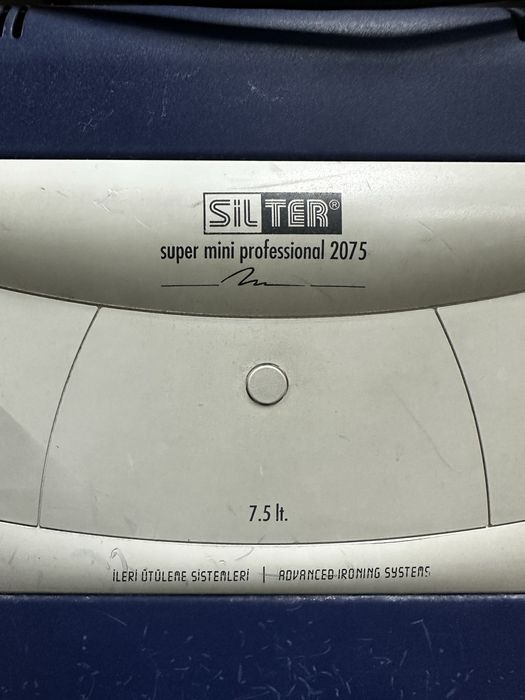 SiLTER®
super mini professional 2075
7.5 lt.
İLERİ ÜTÜLEME SİSTEMLERİ | ADVANCED IRONING SYSTEMS